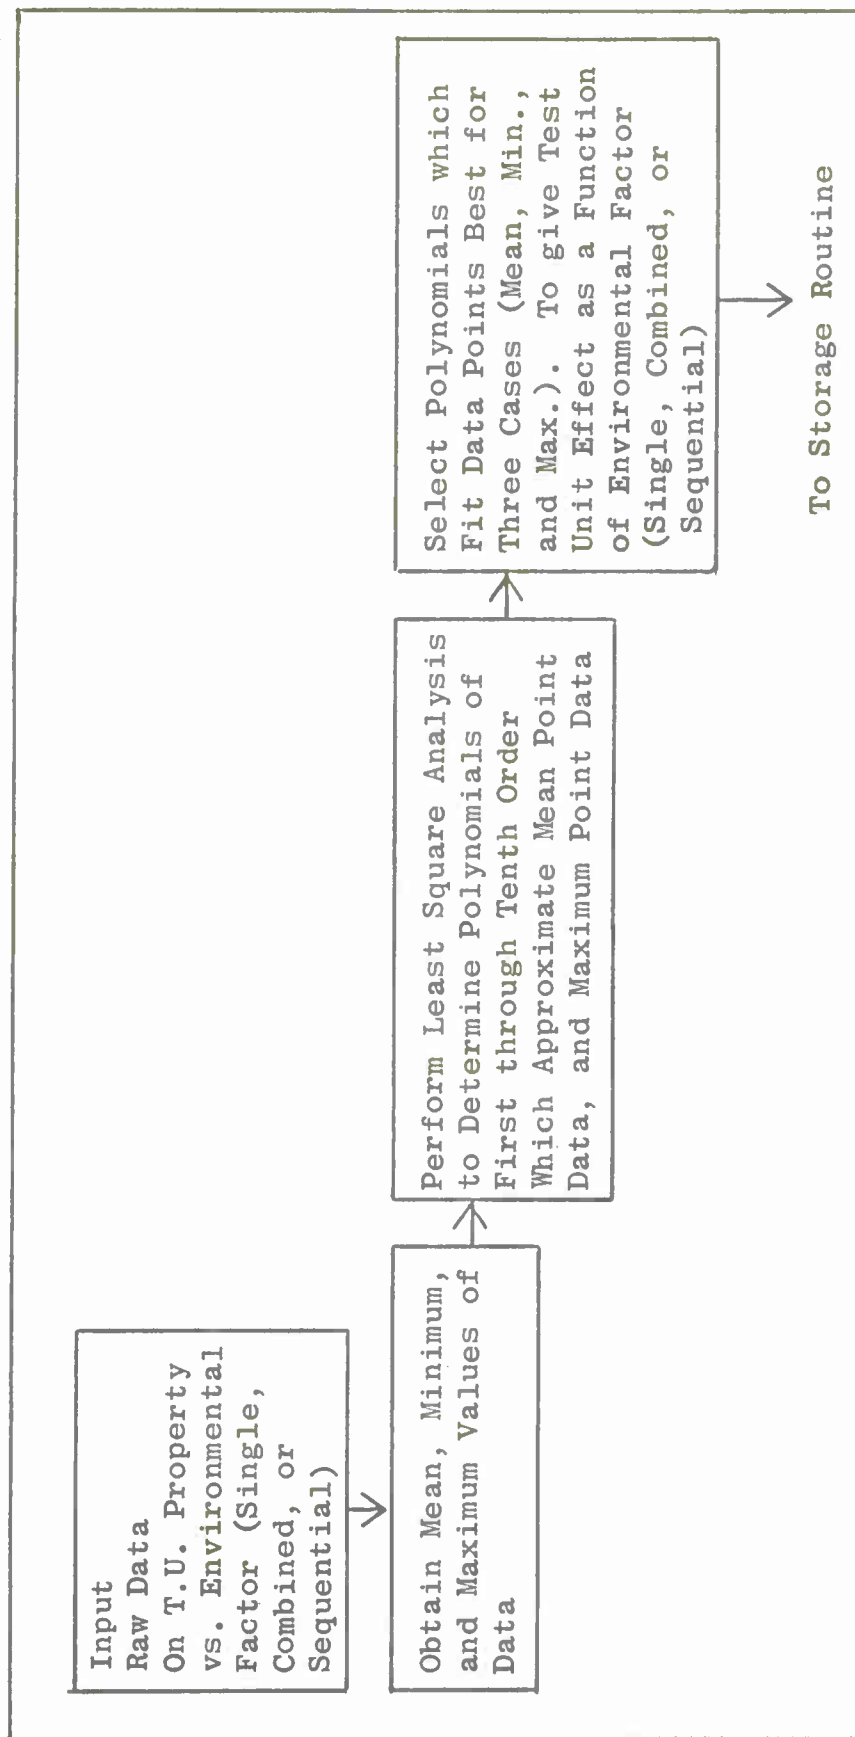 Input
Raw Data
On T.U. Property
vs. Environmental
Factor (Single,
Combined, or
Sequential)
Obtain Mean, Minimum,
and Maximum Values of
Data
Perform Least Square Analysis
to Determine Polynomials of
First through Tenth Order
Which Approximate Mean Point
Data, and Maximum Point Data
Select Polynomials which
Fit Data Points Best for
Three Cases (Mean, Min.,
and Max.). To give Test
Unit Effect as a Function
of Environmental Factor
(Single, Combined, or
Sequential)
To Storage Routine